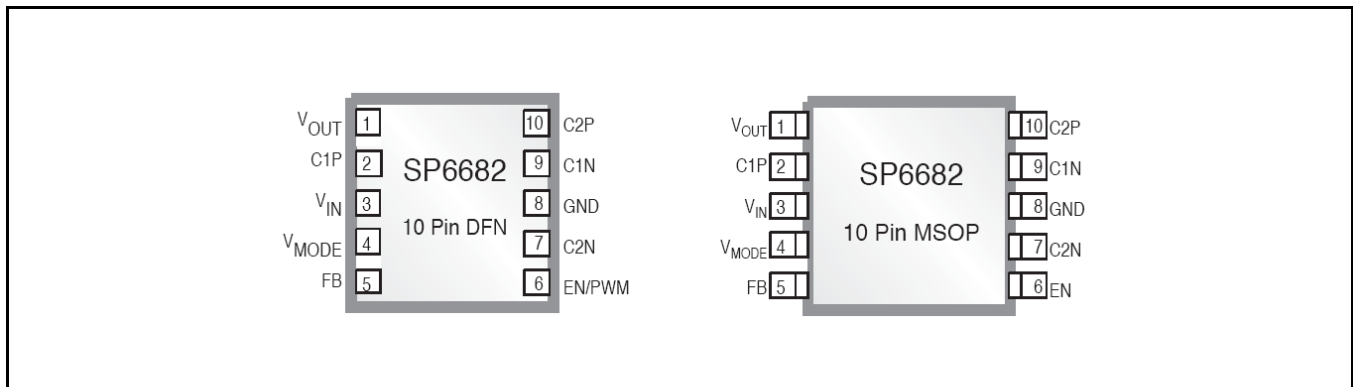 VOUT 1
C1P 2
VIN 3
VMODE 4
FB 5
SP6682
10 Pin DFN
10 C2P
9 C1N
8 GND
7 C2N
6 EN/PWM
VOUT 1
C1P 2
VIN 3
VMODE 4
FB 5
SP6682
10 Pin MSOP
10 C2P
9 C1N
8 GND
7 C2N
6 EN